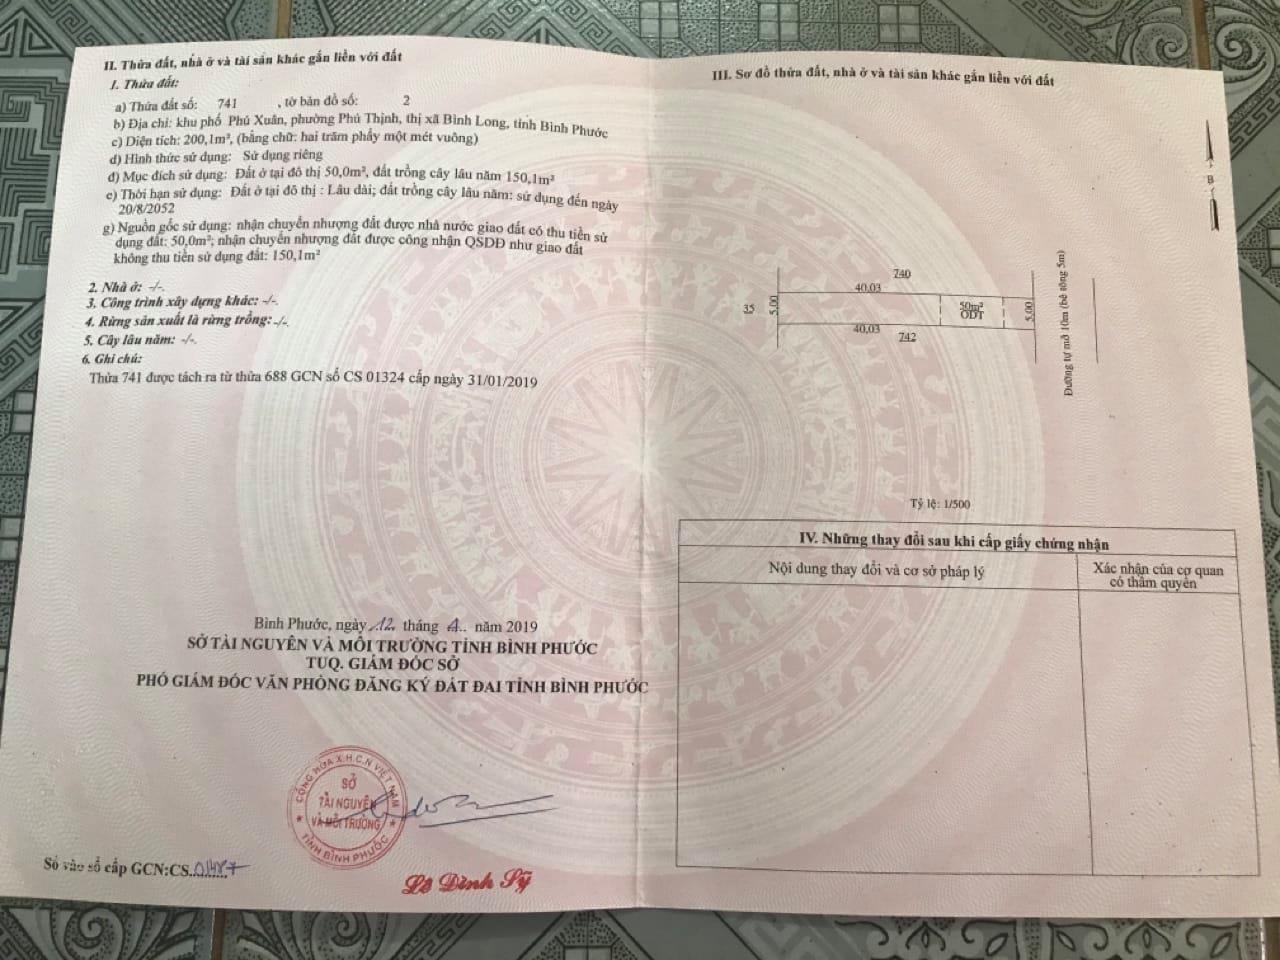 II. Thửa đất, nhà ở và tài sản khác gắn liền với đất
1. Thửa đất:
a) Thửa đất số: 741 , tờ bản đồ số: 2
b) Địa chỉ: khu phố Phú Xuân, phường Phú Thịnh, thị xã Bình Long, tỉnh Bình Phước
c) Diện tích: 200,1m², (bằng chữ: hai trăm phẩy một mét vuông)
d) Hình thức sử dụng: Sử dụng riêng
đ) Mục đích sử dụng: Đất ở tại đô thị 50,0m², đất trồng cây lâu năm 150,1m²
e) Thời hạn sử dụng: Đất ở tại đô thị : Lâu dài; đất trồng cây lâu năm: sử dụng đến ngày
20/8/2052
g) Nguồn gốc sử dụng: nhận chuyển nhượng đất được nhà nước giao đất có thu tiền sử
dụng đất: 50,0m²; nhận chuyển nhượng đất được công nhận QSDĐ như giao đất
không thu tiền sử dụng đất: 150,1m²
2. Nhà ở: -/-.
3. Công trình xây dựng khác: -/-.
4. Rừng sản xuất là rừng trồng: -/-.
5. Cây lâu năm: -/-.
6. Ghi chú:
Thửa 741 được tách ra từ thửa 688 GCN số CS 01324 cấp ngày 31/01/2019
Bình Phước, ngày 12 tháng 4 năm 2019
SỞ TÀI NGUYÊN VÀ MÔI TRƯỜNG TỈNH BÌNH PHƯỚC
TUQ. GIÁM ĐỐC SỞ
PHÓ GIÁM ĐỐC VĂN PHÒNG ĐĂNG KÝ ĐẤT ĐAI TỈNH BÌNH PHƯỚC
CỘNG HÒA X.H.C.N VIỆT NAM
SỞ
TÀI NGUYÊN
VÀ MÔI TRƯỜNG
TỈNH BÌNH PHƯỚC
Số vào sổ cấp GCN:CS.01487
Lê Đình Sỹ
III. Sơ đồ thửa đất, nhà ở và tài sản khác gắn liền với đất
B
740
40,03
35
5,00
50m²
ODT
5,00
40,03
742
Đường tự mở 10m (bê tông 5m)
Tỷ lệ: 1/500
IV. Những thay đổi sau khi cấp giấy chứng nhận
Nội dung thay đổi và cơ sở pháp lý
Xác nhận của cơ quan
có thẩm quyền